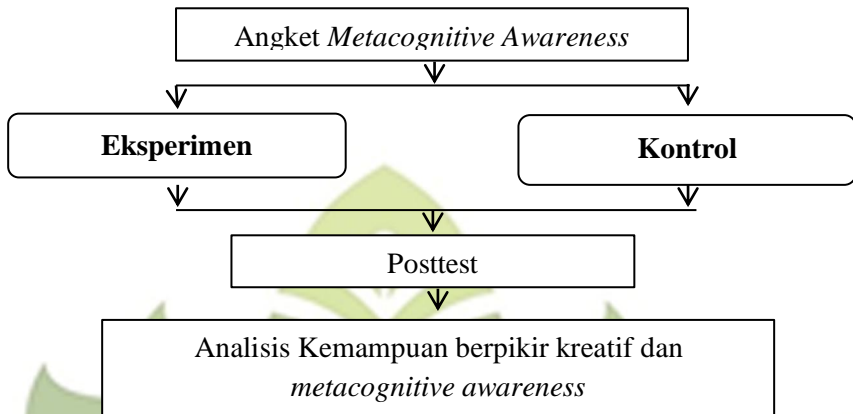 Angket Metacognitive Awareness
Eksperimen
Kontrol
Posttest
Analisis Kemampuan berpikir kreatif dan
metacognitive awareness